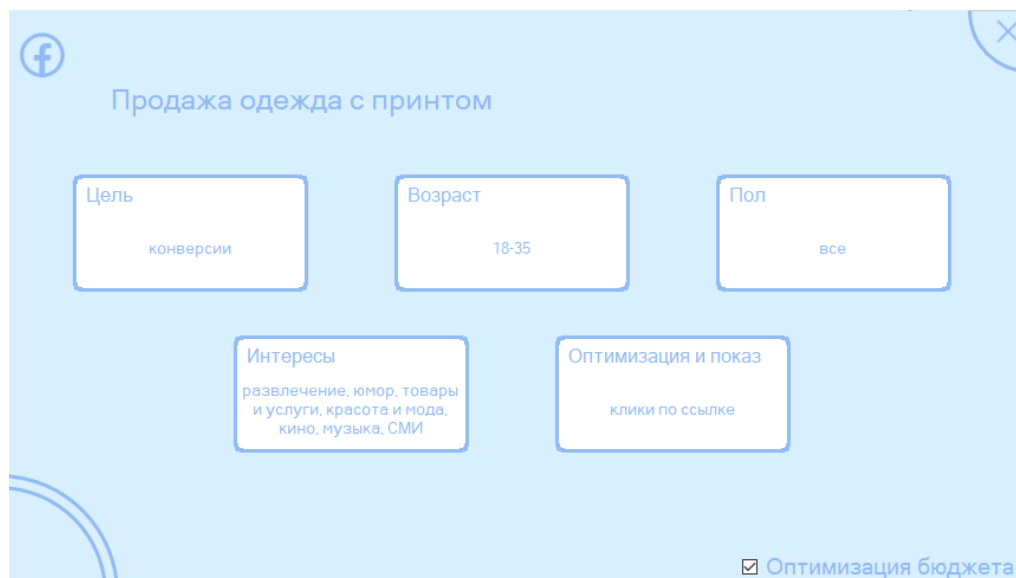 Продажа одежда с принтом
Цель
конверсии
Возраст
18-35
Пол
все
Интересы
развлечение, юмор, товары
и услуги, красота и мода,
кино, музыка, СМИ
Оптимизация и показ
клики по ссылке
Оптимизация бюджета